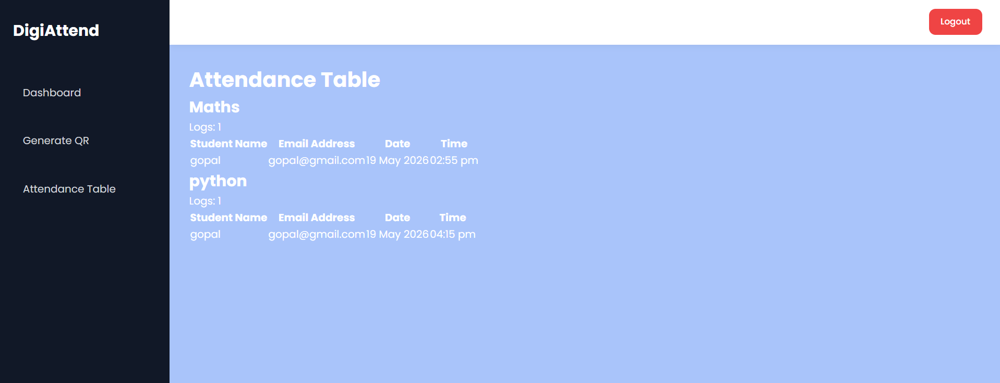 DigiAttend
Dashboard
Generate QR
Attendance Table
Logout
Attendance Table
Maths
Logs: 1
Student Name Email Address Date Time
gopal gopal@gmail.com 19 May 2026 02:55 pm
python
Logs: 1
Student Name Email Address Date Time
gopal gopal@gmail.com 19 May 2026 04:15 pm